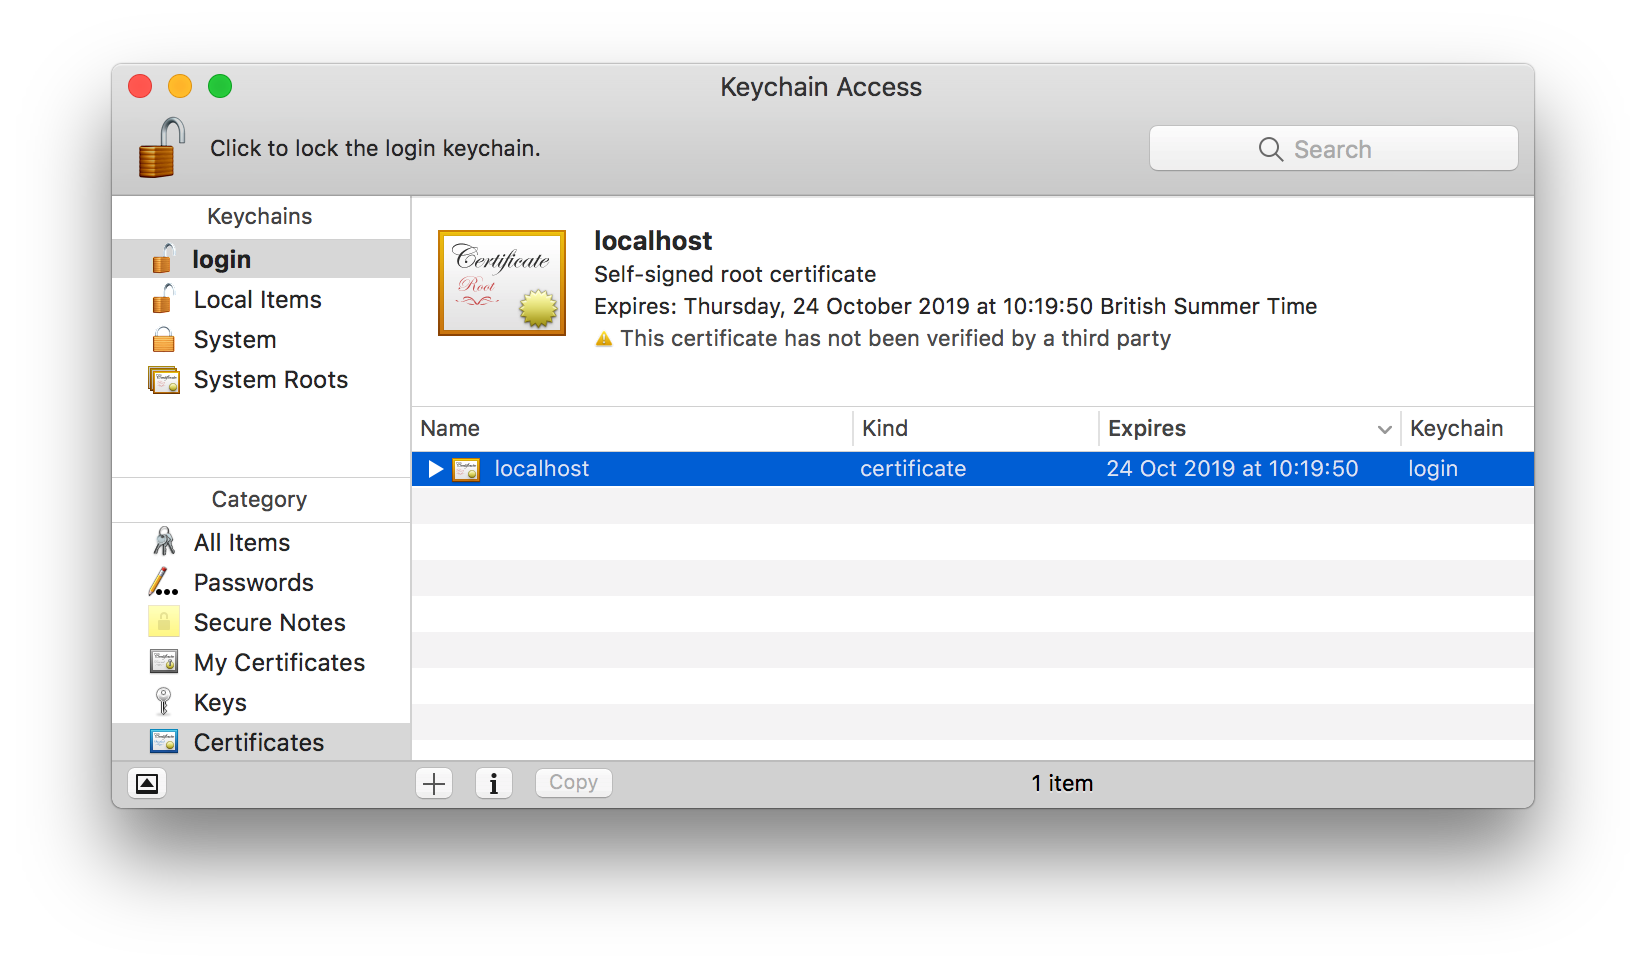 Keychain Access
Click to lock the login keychain.
Search
Keychains
login
Local Items
System
System Roots
Category
All Items
Passwords
Secure Notes
My Certificates
Keys
Certificates
Certificate
Root
localhost
Self-signed root certificate
Expires: Thursday, 24 October 2019 at 10:19:50 British Summer Time
This certificate has not been verified by a third party
Name Kind Expires Keychain
localhost certificate 24 Oct 2019 at 10:19:50 login
Copy
1 item